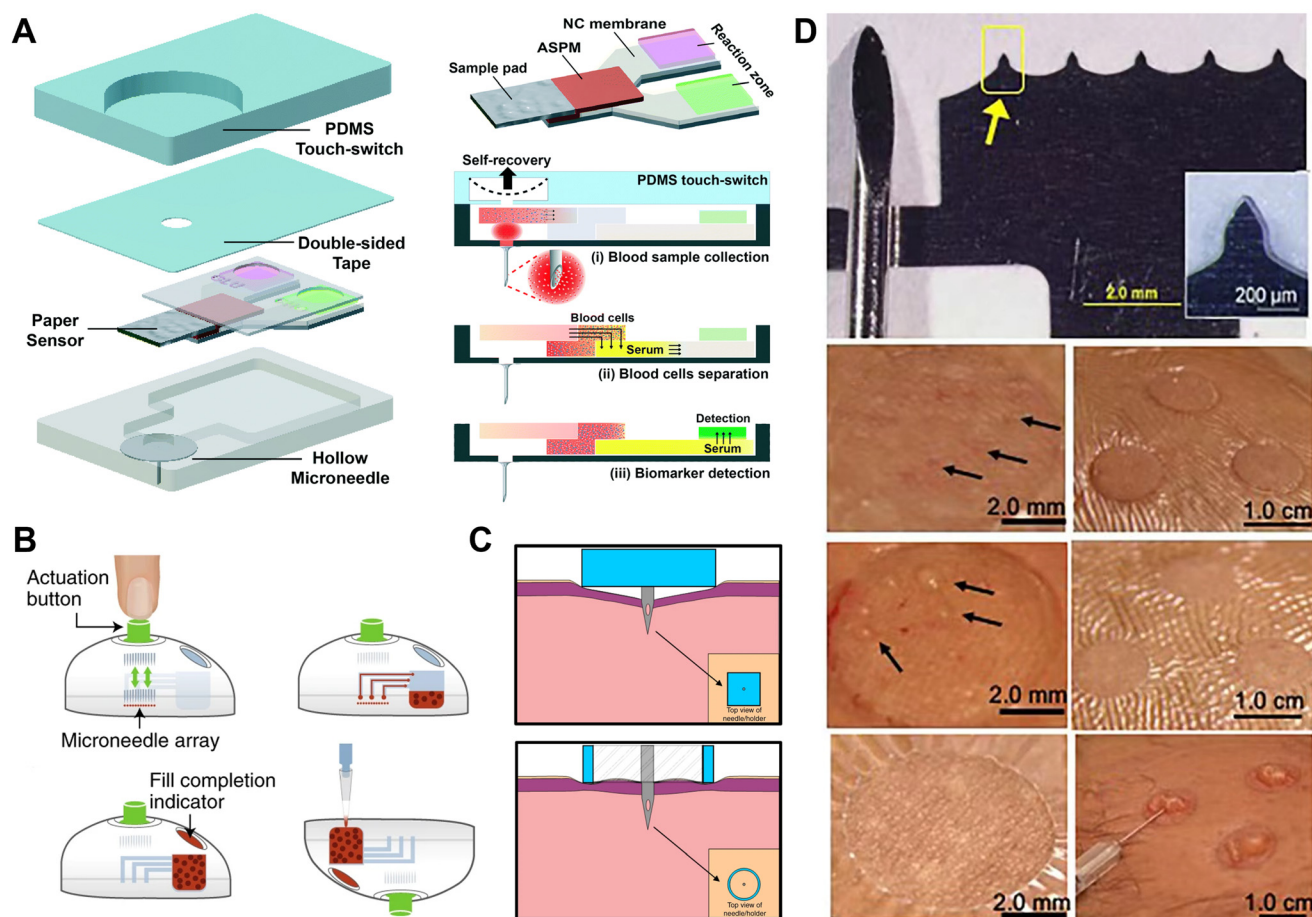 A
PDMS
Touch-switch
Double-sided
Tape
Paper
Sensor
Hollow
Microneedle
NC membrane
ASPM
Sample pad
Reaction
zone
Self-recovery
PDMS touch-switch
(i) Blood sample collection
Blood cells
Serum
(ii) Blood cells separation
Detection
Serum
(iii) Biomarker detection
B
Actuation
button
Microneedle array
Fill completion
indicator
C
Top view of
needle/holder
Top view of
needle/holder
D
2.0 mm
200 µm
2.0 mm
1.0 cm
2.0 mm
1.0 cm
2.0 mm
1.0 cm